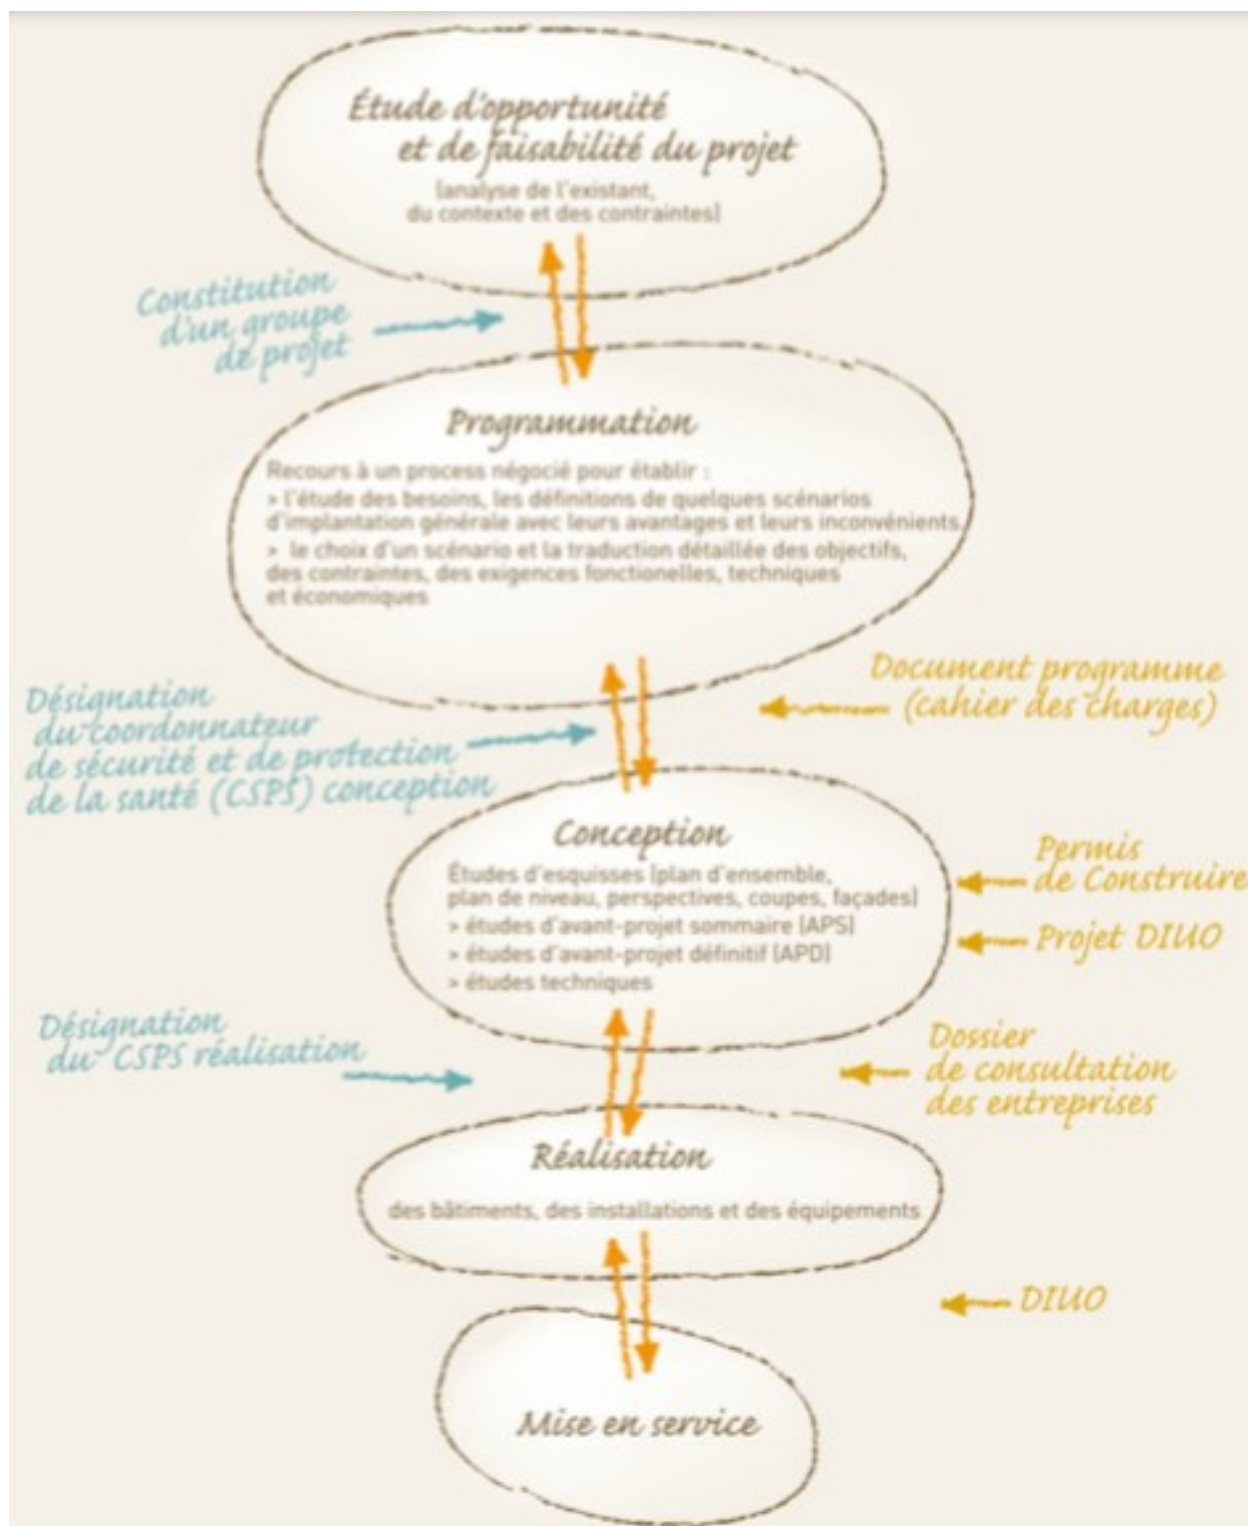 Étude d'opportunité
et de faisabilité du projet
(analyse de l'existant,
du contexte et des contraintes)
Constitution
d'un groupe
de projet
Programmation
Recours à un process négocié pour établir :
> l'étude des besoins, les définitions de quelques scénarios
d'implantation générale avec leurs avantages et leurs inconvénients,
> le choix d'un scénario et la traduction détaillée des objectifs,
des contraintes, des exigences fonctionelles, techniques
et économiques
Document programme
(cahier des charges)
Désignation
du coordonnateur
de sécurité et de protection
de la santé (CSPS) conception
Conception
Études d'esquisses (plan d'ensemble,
plan de niveau, perspectives, coupes, façades)
> études d'avant-projet sommaire (APS)
> études d'avant-projet définitif (APD)
> études techniques
Permis
de Construire
Projet DIUO
Désignation
du CSPS réalisation
Dossier
de consultation
des entreprises
Réalisation
des bâtiments, des installations et des équipements
DIUO
Mise en service